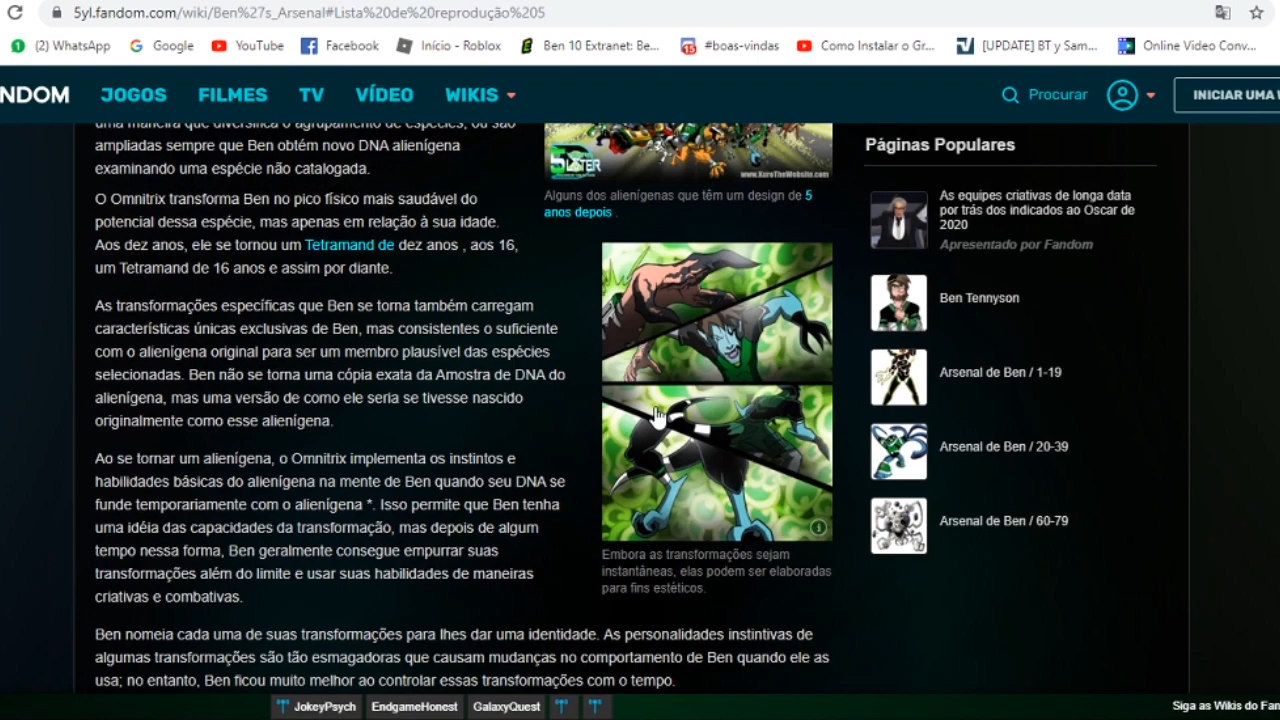 5yl.fandom.com/wiki/Ben%27s_Arsenal#Lista%20de%20reprodução%205
(2) WhatsApp
Google
YouTube
Facebook
Início - Roblox
Ben 10 Extranet: Be...
15
#boas-vindas
Como Instalar o Gr...
[UPDATE] BT y Sam...
Online Video Conv...
NDOM
JOGOS
FILMES
TV
VÍDEO
WIKIS
Procurar
INICIAR UMA W
uma maneira que diversifica o agrupamento de espécies, ou são
ampliadas sempre que Ben obtém novo DNA alienígena
examinando uma espécie não catalogada.
O Omnitrix transforma Ben no pico físico mais saudável do
potencial dessa espécie, mas apenas em relação à sua idade.
Aos dez anos, ele se tornou um Tetramand de dez anos , aos 16,
um Tetramand de 16 anos e assim por diante.
As transformações específicas que Ben se torna também carregam
características únicas exclusivas de Ben, mas consistentes o suficiente
com o alienígena original para ser um membro plausível das espécies
selecionadas. Ben não se torna uma cópia exata da Amostra de DNA do
alienígena, mas uma versão de como ele seria se tivesse nascido
originalmente como esse alienígena.
Ao se tornar um alienígena, o Omnitrix implementa os instintos e
habilidades básicas do alienígena na mente de Ben quando seu DNA se
funde temporariamente com o alienígena *. Isso permite que Ben tenha
uma idéia das capacidades da transformação, mas depois de algum
tempo nessa forma, Ben geralmente consegue empurrar suas
transformações além do limite e usar suas habilidades de maneiras
criativas e combativas.
Ben nomeia cada uma de suas transformações para lhes dar uma identidade. As personalidades instintivas de
algumas transformações são tão esmagadoras que causam mudanças no comportamento de Ben quando ele as
usa; no entanto, Ben ficou muito melhor ao controlar essas transformações com o tempo.
www.KuroTheWebsite.com
Alguns dos alienígenas que têm um design de 5
anos depois .
Embora as transformações sejam
instantâneas, elas podem ser elaboradas
para fins estéticos.
Páginas Populares
As equipes criativas de longa data
por trás dos indicados ao Oscar de
2020
Apresentado por Fandom
Ben Tennyson
Arsenal de Ben / 1-19
Arsenal de Ben / 20-39
Arsenal de Ben / 60-79
JokeyPsych
EndgameHonest
GalaxyQuest
Siga as Wikis do Fan